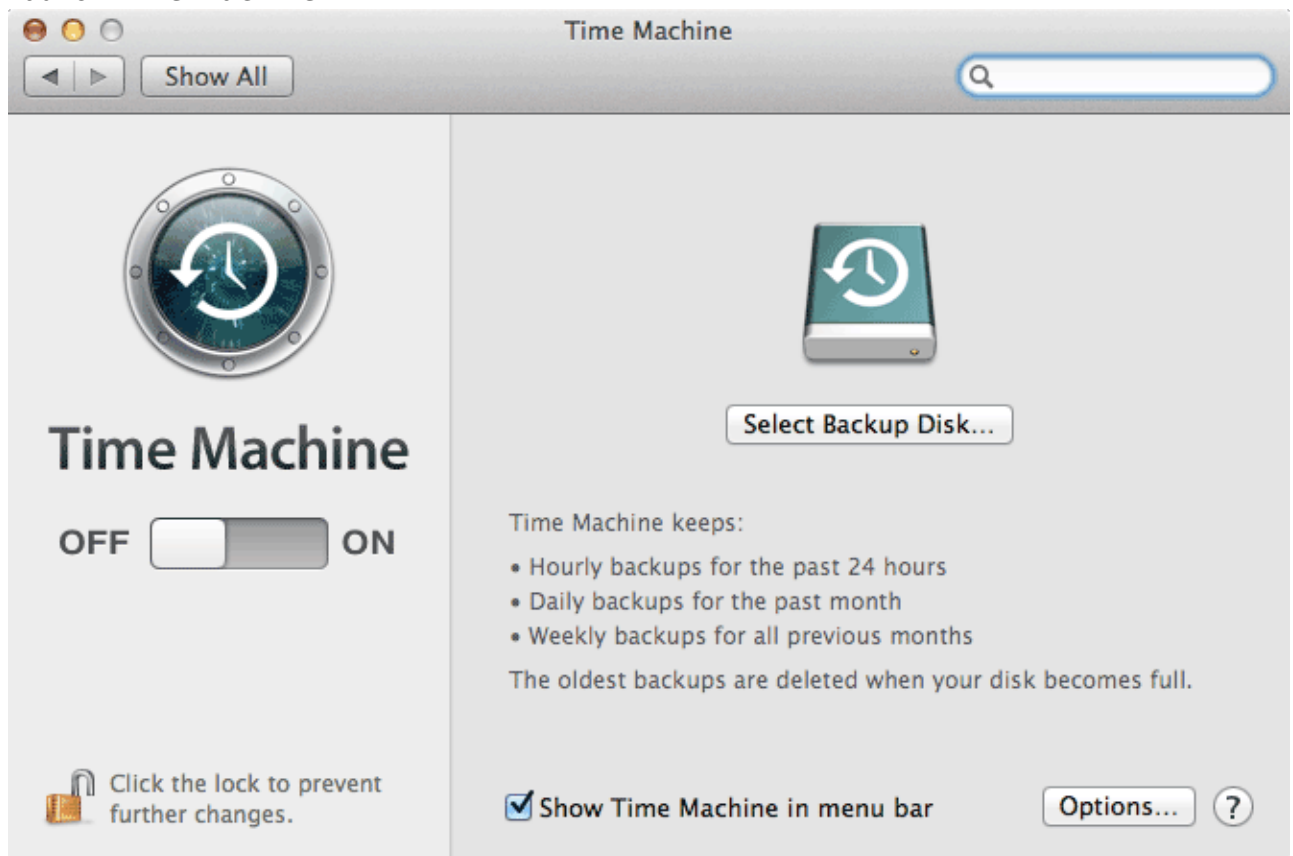 Time Machine
Show All
Time Machine
OFF ON
Click the lock to prevent
further changes.
Select Backup Disk...
Time Machine keeps:
• Hourly backups for the past 24 hours
• Daily backups for the past month
• Weekly backups for all previous months
The oldest backups are deleted when your disk becomes full.
Show Time Machine in menu bar
Options... ?